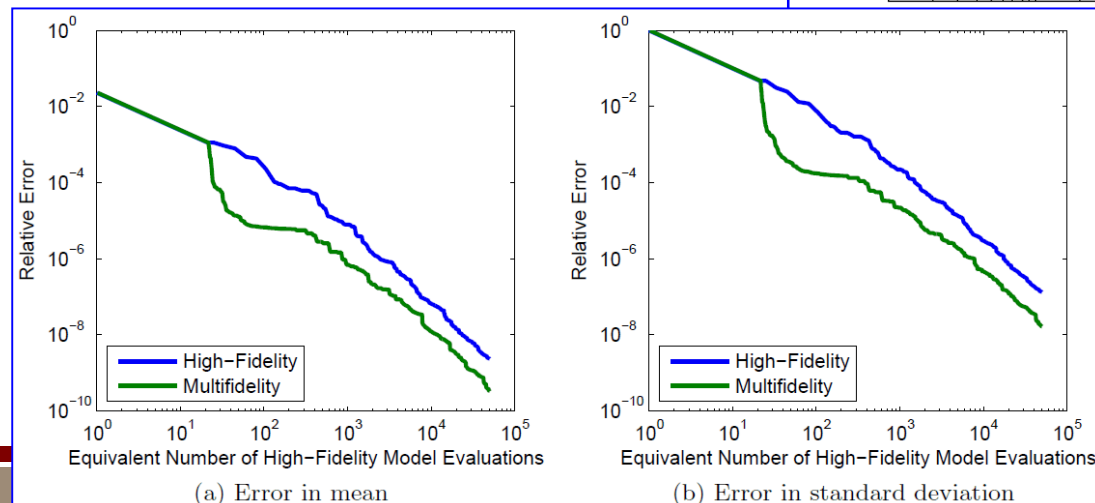 10^0
10^-2
10^-4
10^-6
10^-8
10^-10
Relative Error
High-Fidelity
Multifidelity
10^0 10^1 10^2 10^3 10^4 10^5
Equivalent Number of High-Fidelity Model Evaluations
(a) Error in mean
10^0
10^-2
10^-4
10^-6
10^-8
10^-10
Relative Error
High-Fidelity
Multifidelity
10^0 10^1 10^2 10^3 10^4 10^5
Equivalent Number of High-Fidelity Model Evaluations
(b) Error in standard deviation